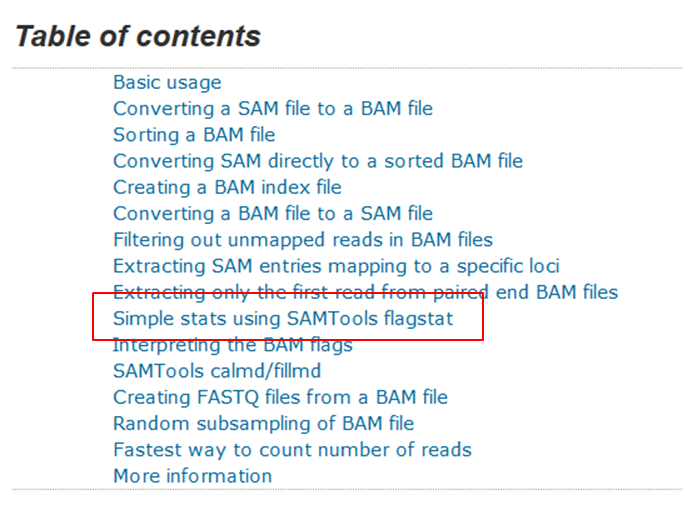 Table of contents
Basic usage
Converting a SAM file to a BAM file
Sorting a BAM file
Converting SAM directly to a sorted BAM file
Creating a BAM index file
Converting a BAM file to a SAM file
Filtering out unmapped reads in BAM files
Extracting SAM entries mapping to a specific loci
Extracting only the first read from paired end BAM files
Simple stats using SAMTools flagstat
Interpreting the BAM flags
SAMTools calmd/fillmd
Creating FASTQ files from a BAM file
Random subsampling of BAM file
Fastest way to count number of reads
More information